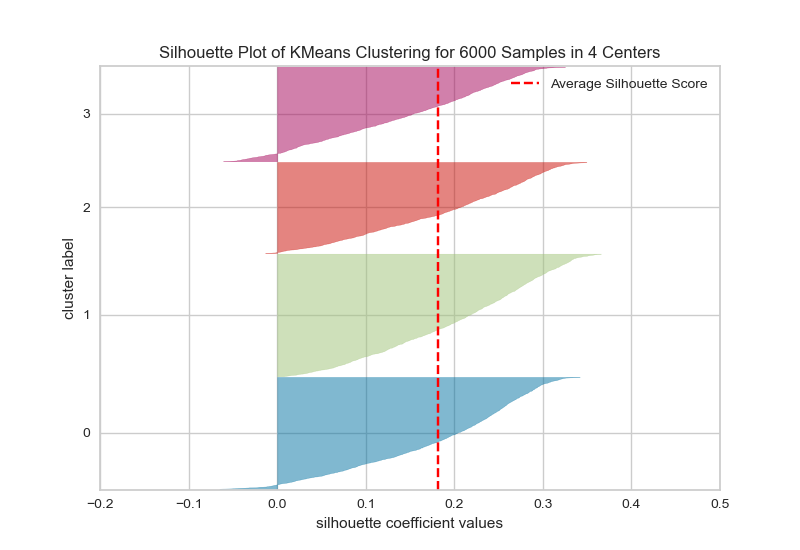 Silhouette Plot of KMeans Clustering for 6000 Samples in 4 Centers
Average Silhouette Score
3
2
cluster label
1
0
−0.2 −0.1 0.0 0.1 0.2 0.3 0.4 0.5
silhouette coefficient values